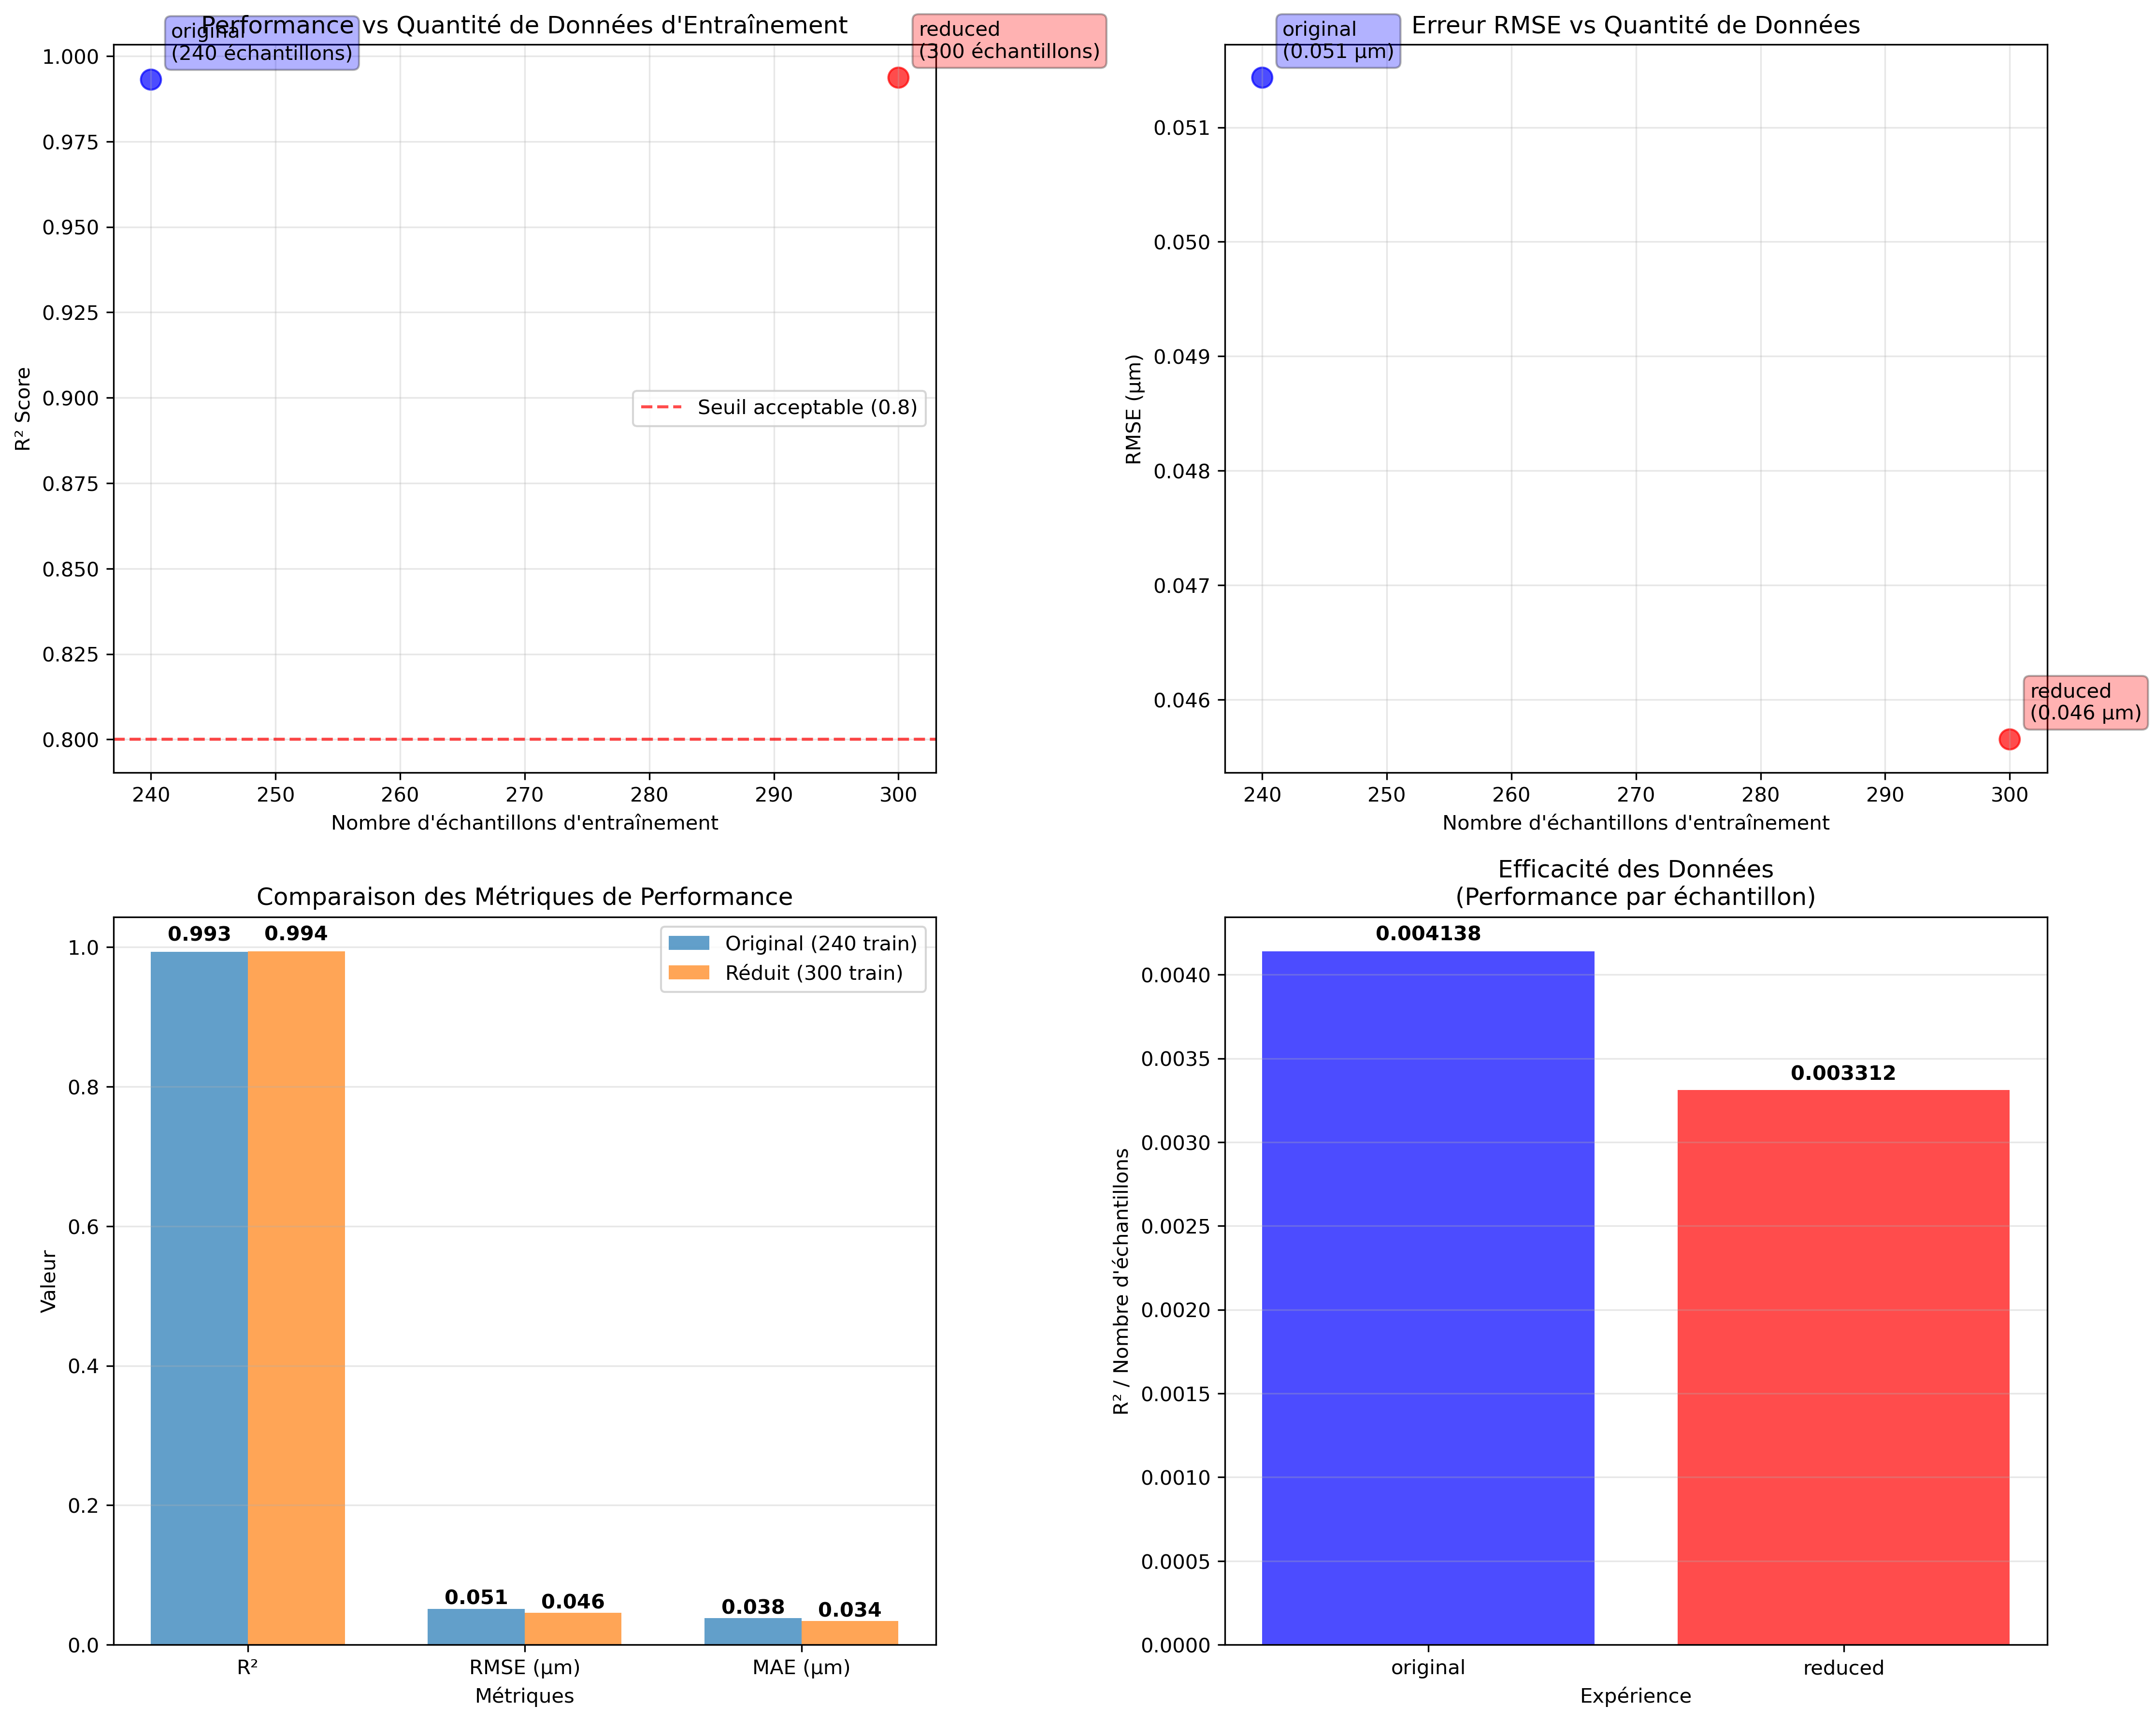 Performance vs Quantité de Données d'Entraînement
original
(240 échantillons)
reduced
(300 échantillons)
1.000
0.975
0.950
0.925
0.900
0.875
0.850
0.825
0.800
R² Score
Seuil acceptable (0.8)
240 250 260 270 280 290 300
Nombre d'échantillons d'entraînement
Erreur RMSE vs Quantité de Données
original
(0.051 µm)
0.051
0.050
0.049
0.048
0.047
0.046
RMSE (µm)
reduced
(0.046 µm)
240 250 260 270 280 290 300
Nombre d'échantillons d'entraînement
Comparaison des Métriques de Performance
Original (240 train)
Réduit (300 train)
1.0
0.8
0.6
0.4
0.2
0.0
Valeur
0.993 0.994
0.051 0.046
0.038 0.034
R² RMSE (µm) MAE (µm)
Métriques
Efficacité des Données
(Performance par échantillon)
0.004138
0.003312
0.0040
0.0035
0.0030
0.0025
0.0020
0.0015
0.0010
0.0005
0.0000
R² / Nombre d'échantillons
original reduced
Expérience